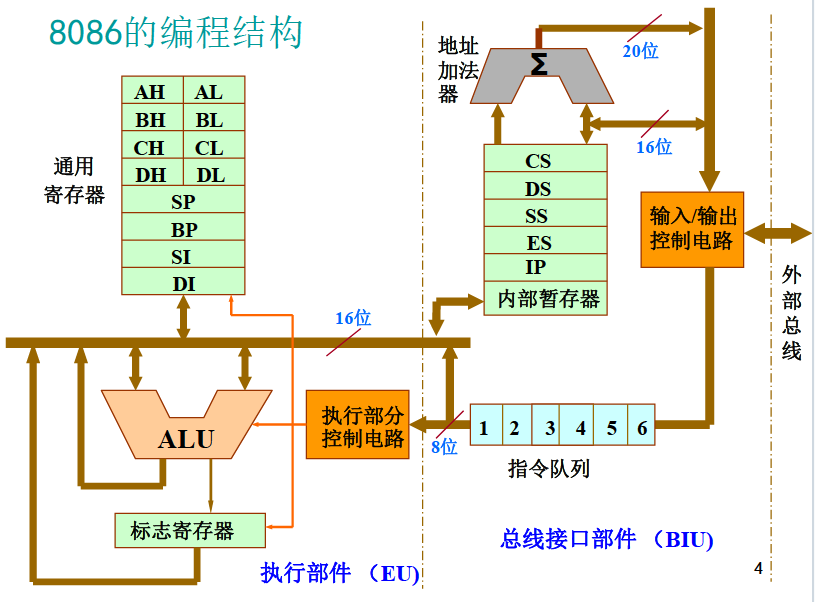 8086的编程结构
通用
寄存器
AH AL
BH BL
CH CL
DH DL
SP
BP
SI
DI
16位
ALU
执行部分
控制电路
标志寄存器
执行部件 （EU)
地址
加法
器
Σ
20位
16位
CS
DS
SS
ES
IP
内部暂存器
输入/输出
控制电路
外
部
总
线
8位
1 2 3 4 5 6
指令队列
总线接口部件 （BIU)
4